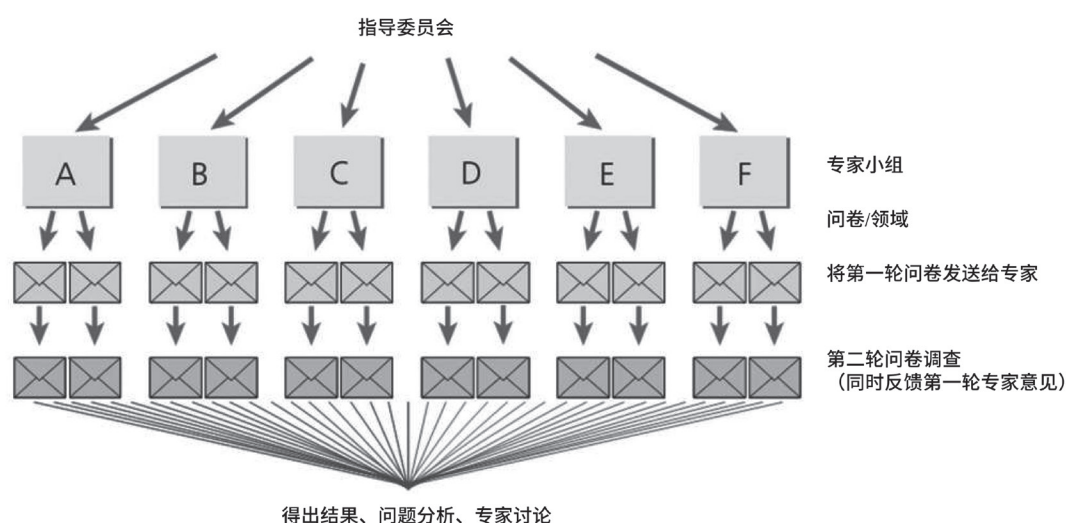 指导委员会
A
B
C
D
E
F
专家小组
问卷/领域
将第一轮问卷发送给专家
第二轮问卷调查
（同时反馈第一轮专家意见）
得出结果、问题分析、专家讨论